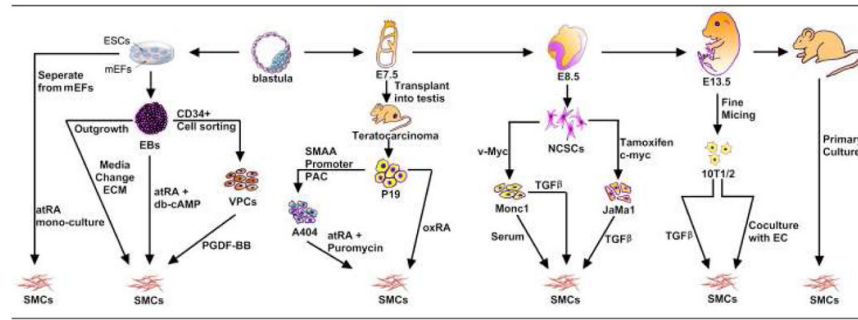 ESCs
mEFs
blastula
E7.5
E8.5
E13.5
Seperate
from mEFs
Transplant
into testis
Fine
Micing
Outgrowth
EBs
CD34+
Cell sorting
Teratocarcinoma
NCSCs
Primary
Culture
Media
Change
ECM
atRA +
db-cAMP
VPCs
SMAA
Promoter
PAC
P19
v-Myc
Tamoxifen
c-myc
10T1/2
atRA
mono-culture
PGDF-BB
A404
atRA +
Puromycin
oxRA
Monc1
TGFβ
JaMa1
Serum
TGFβ
TGFβ
Coculture
with EC
SMCs
SMCs
SMCs
SMCs
SMCs
SMCs